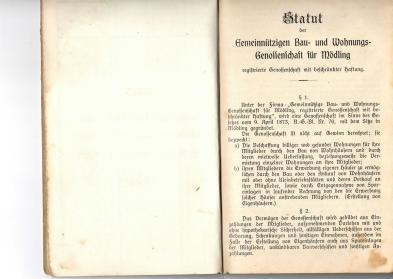 Statut
der
Gemeinnützigen Bau- und Wohnungs-
Genossenschaft für Mödling
registrierte Genossenschaft mit beschränkter Haftung.
§ 1.
Unter der Firma „Gemeinnützige Bau- und Wohnungs-
Genossenschaft für Mödling, registrierte Genossenschaft mit be-
schränkter Haftung", wird eine Genossenschaft im Sinne des Ge-
setzes vom 9. April 1873, R.-G.-Bl. Nr. 70, mit dem Sitze in
Mödling gegründet.
Die Genossenschaft ist nicht auf Gewinn berechnet; sie
bezweckt:
a) Die Beschaffung billiger und gesunder Wohnungen für ihre
Mitglieder durch den Bau von Wohnhäusern und durch
deren mietweise Ueberlassung, beziehungsweise die Ver-
mietung einzelner Wohnungen an ihre Mitglieder;
b) ihren Mitgliedern die Erwerbung eigener Häuser zu ermög-
lichen durch den Bau oder den Ankauf von Wohnhäusern
mit oder ohne Kleinbetriebstätten und deren Verkauf an
ihre Mitglieder, sowie durch Entgegennahme von Spar-
einlagen in laufender Rechnung von den die Erwerbung
solcher Häuser anstrebenden Mitgliedern. (Erstellung von
Eigenhäusern.)
§ 2.
Das Vermögen der Genossenschaft wird gebildet aus Ein-
zahlungen der Mitglieder, aufzunehmenden Darlehen mit und
ohne hypothekarische Sicherheit, allfälligen Ueberschüssen aus der
Gebarung, Schenkungen und sonstigen Einnahmen, außerdem im
Falle der Erstellung von Eigenhäusern auch aus Spareinlagen
der Mitglieder, unkündbaren Bauvorschüssen und sonstigen An-
zahlungen.